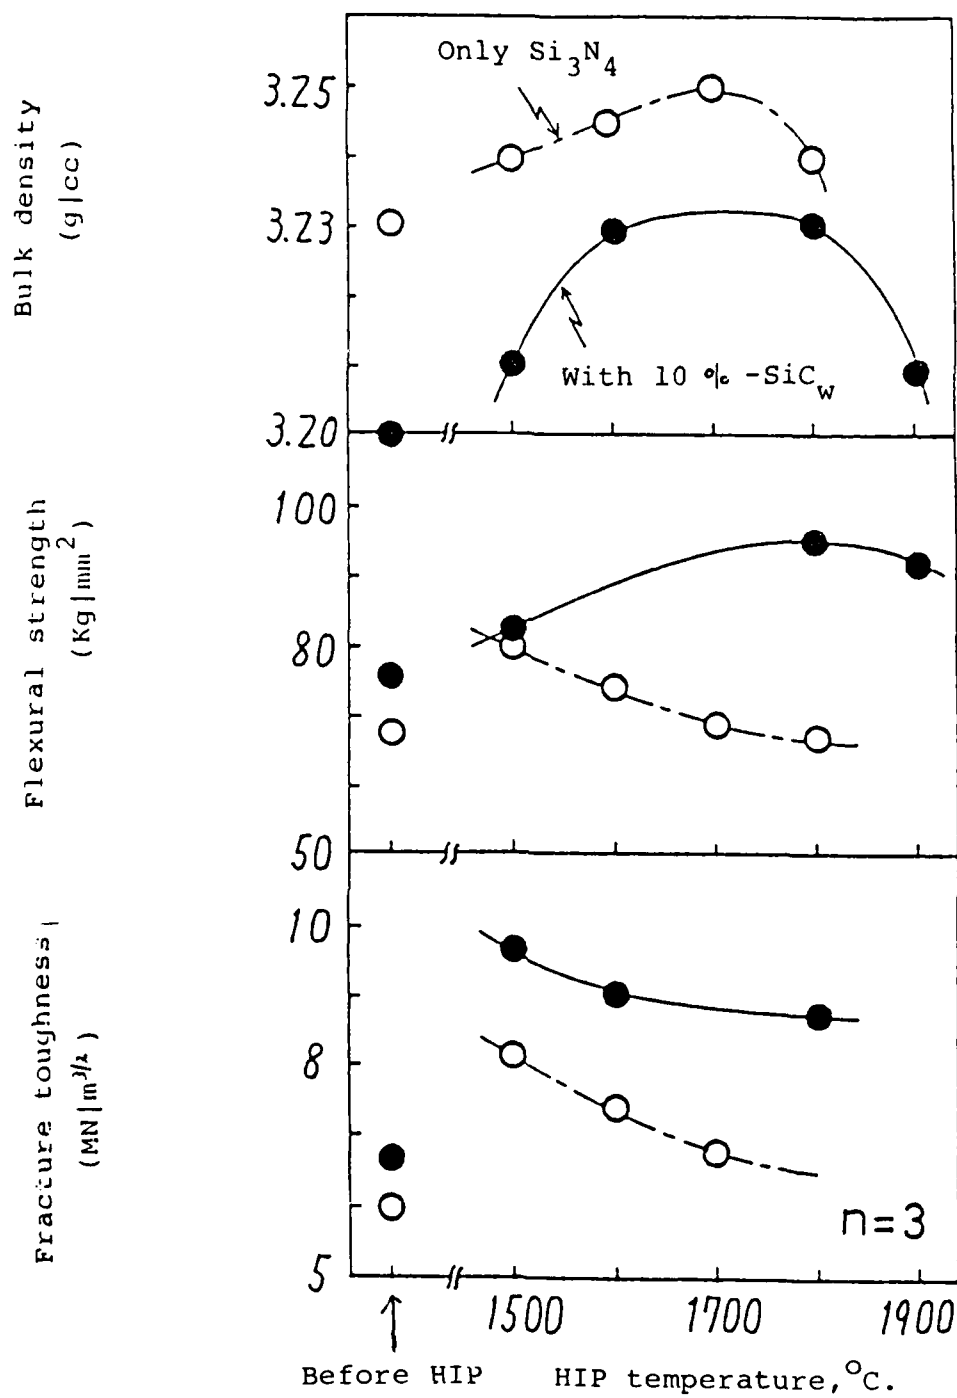 Only Si₃N₄
3.25
3.23
With 10 % -SiCw
3.20
Bulk density
(g|cc)
100
80
50
Flexural strength
(Kg|mm²)
10
8
5
Fracture toughness
(MN|m³/²)
n=3
1500 1700 1900
Before HIP HIP temperature, °C.